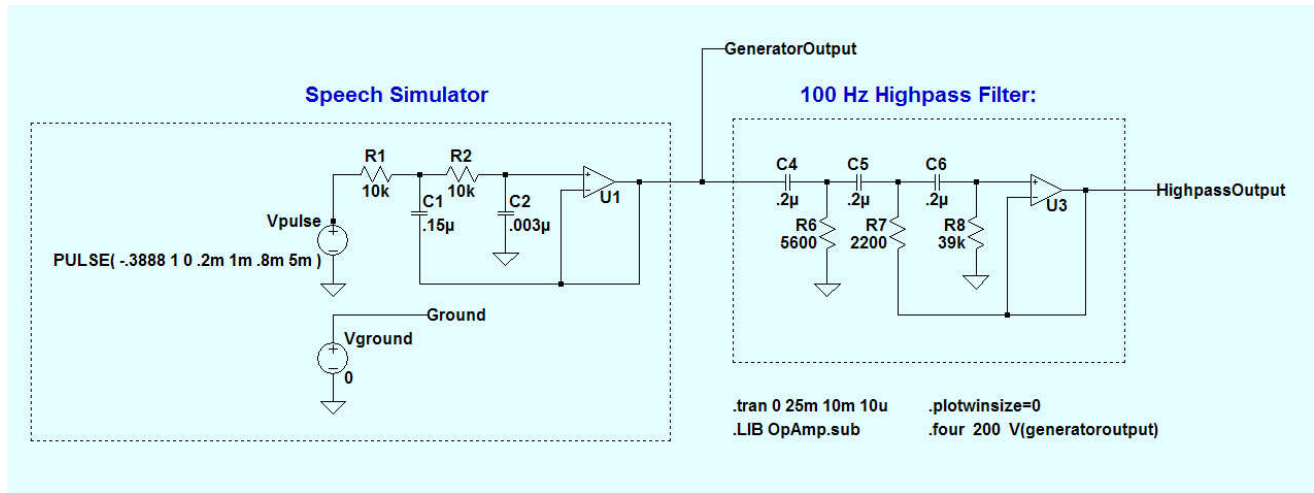 GeneratorOutput
Speech Simulator
100 Hz Highpass Filter:
R1
10k
R2
10k
C1
.15µ
C2
.003µ
+
−
U1
Vpulse
+
−
PULSE( -.3888 1 0 .2m 1m .8m 5m )
Ground
Vground
+
−
0
C4
.2µ
C5
.2µ
C6
.2µ
R6
5600
R7
2200
R8
39k
+
−
U3
HighpassOutput
.tran 0 25m 10m 10u
.plotwinsize=0
.LIB OpAmp.sub
.four 200 V(generatoroutput)